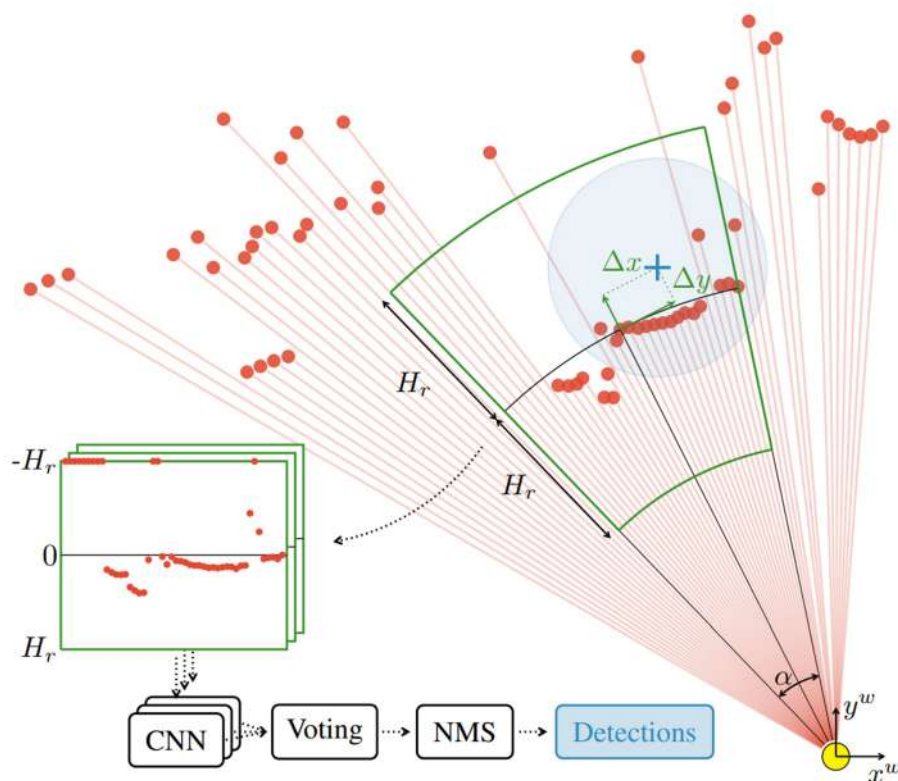 Δx
Δy
H_r
H_r
-H_r
0
H_r
α
y^w
x^w
CNN
Voting
NMS
Detections